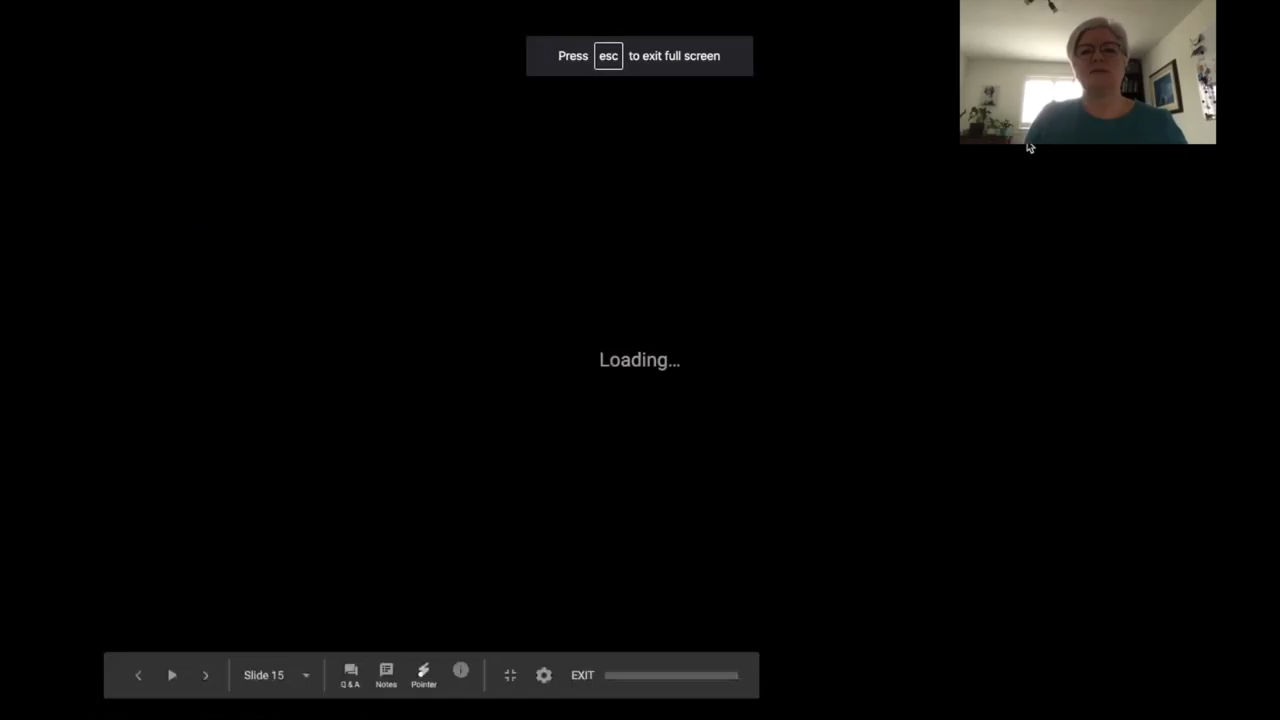 Press esc to exit full screen
Loading...
Slide 15
Q & A
Notes
Pointer
EXIT